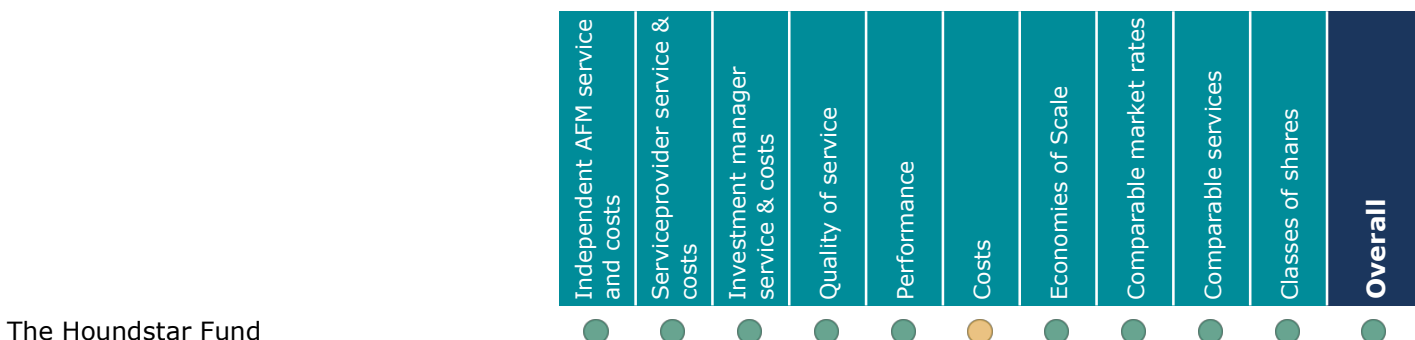 Independent AFM service
and costs
Serviceprovider service &
costs
Investment manager
service & costs
Quality of service
Performance
Costs
Economies of Scale
Comparable market rates
Comparable services
Classes of shares
Overall
The Houndstar Fund